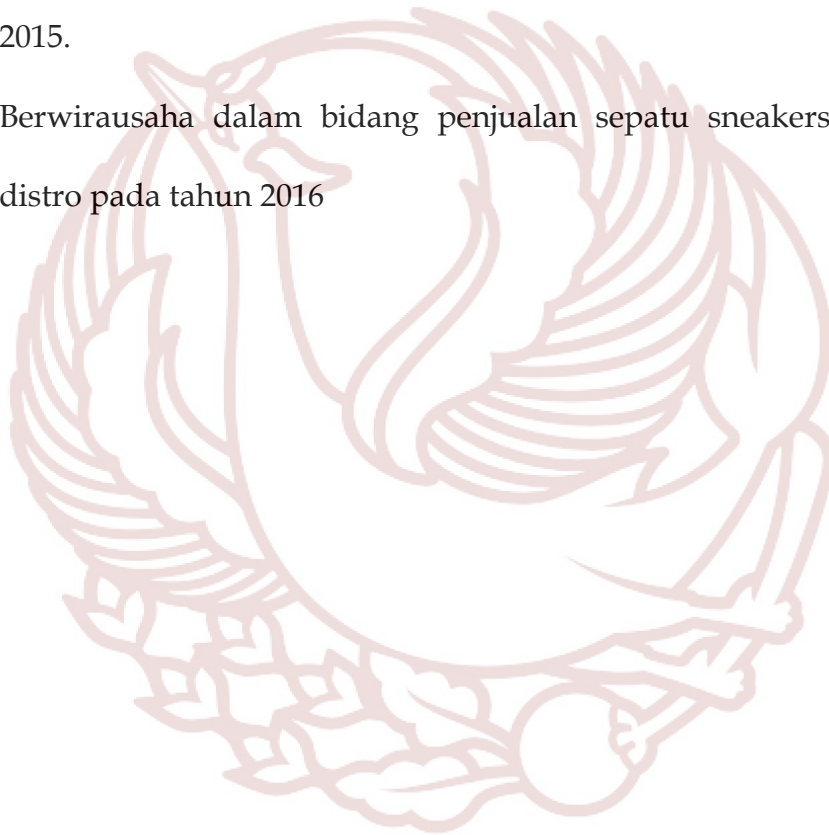 2015.
Berwirausaha dalam bidang penjualan sepatu sneakers
distro pada tahun 2016